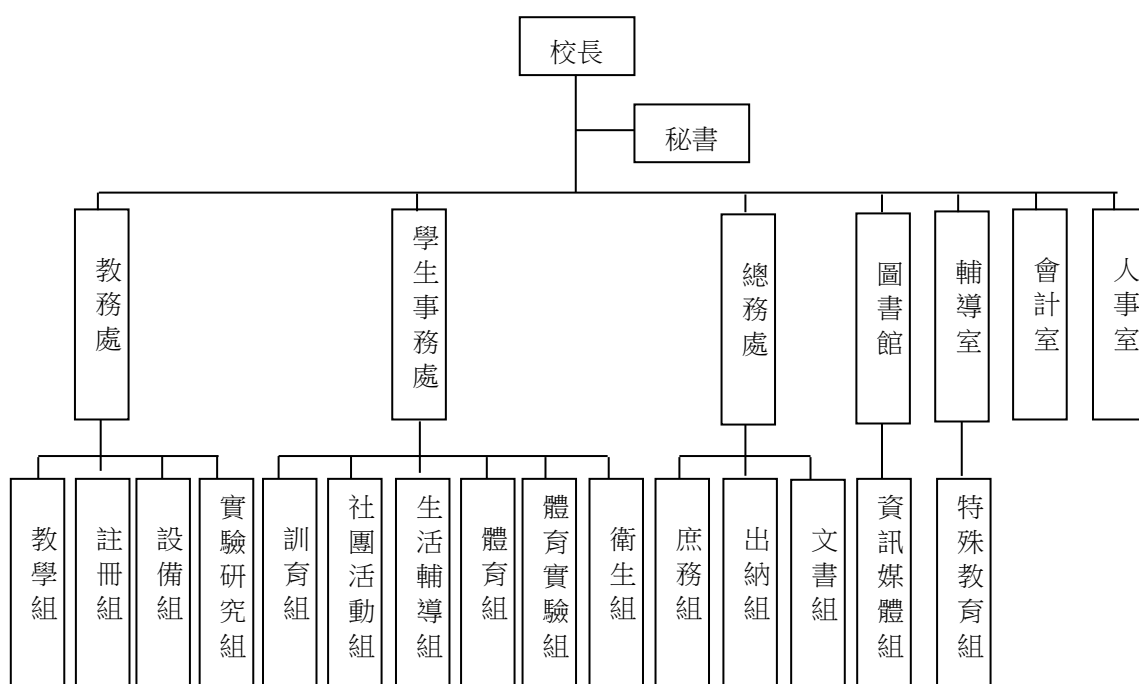 校長
秘書
教務處
學生事務處
總務處
圖書館
輔導室
會計室
人事室
教學組
註冊組
設備組
實驗研究組
訓育組
社團活動組
生活輔導組
體育組
體育實驗組
衛生組
庶務組
出納組
文書組
資訊媒體組
特殊教育組